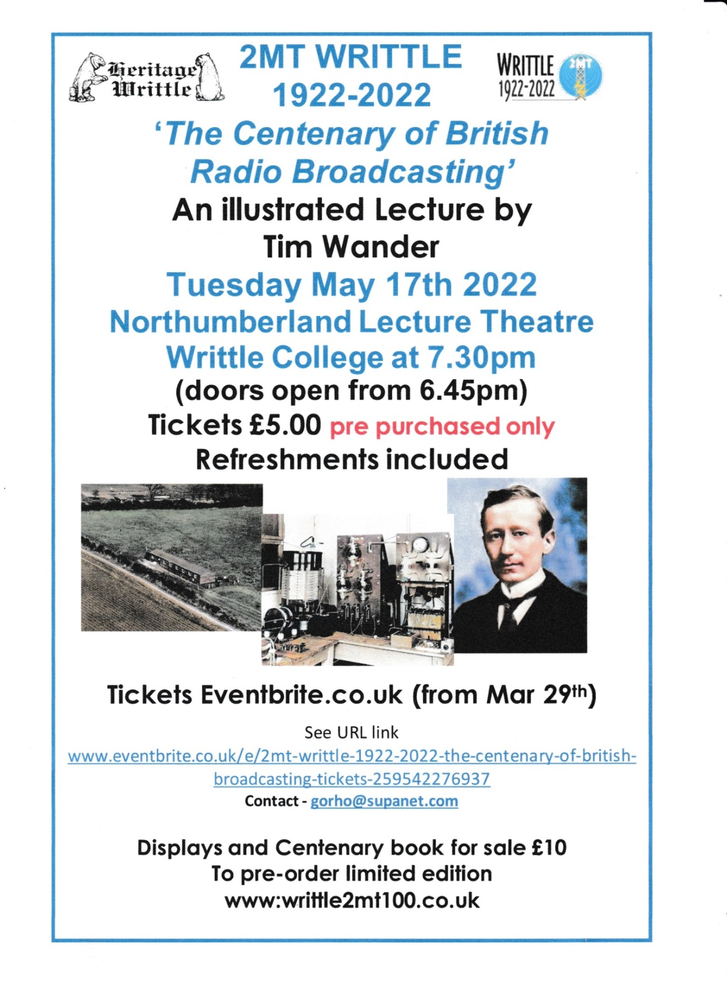 Heritage
Writtle
2MT WRITTLE
1922-2022
WRITTLE
1922-2022
2MT
‘The Centenary of British
Radio Broadcasting’
An illustrated Lecture by
Tim Wander
Tuesday May 17th 2022
Northumberland Lecture Theatre
Writtle College at 7.30pm
(doors open from 6.45pm)
Tickets £5.00 pre purchased only
Refreshments included
Tickets Eventbrite.co.uk (from Mar 29th)
See URL link
www.eventbrite.co.uk/e/2mt-writtle-1922-2022-the-centenary-of-british-
broadcasting-tickets-259542276937
Contact - gorho@supanet.com
Displays and Centenary book for sale £10
To pre-order limited edition
www:writtle2mt100.co.uk